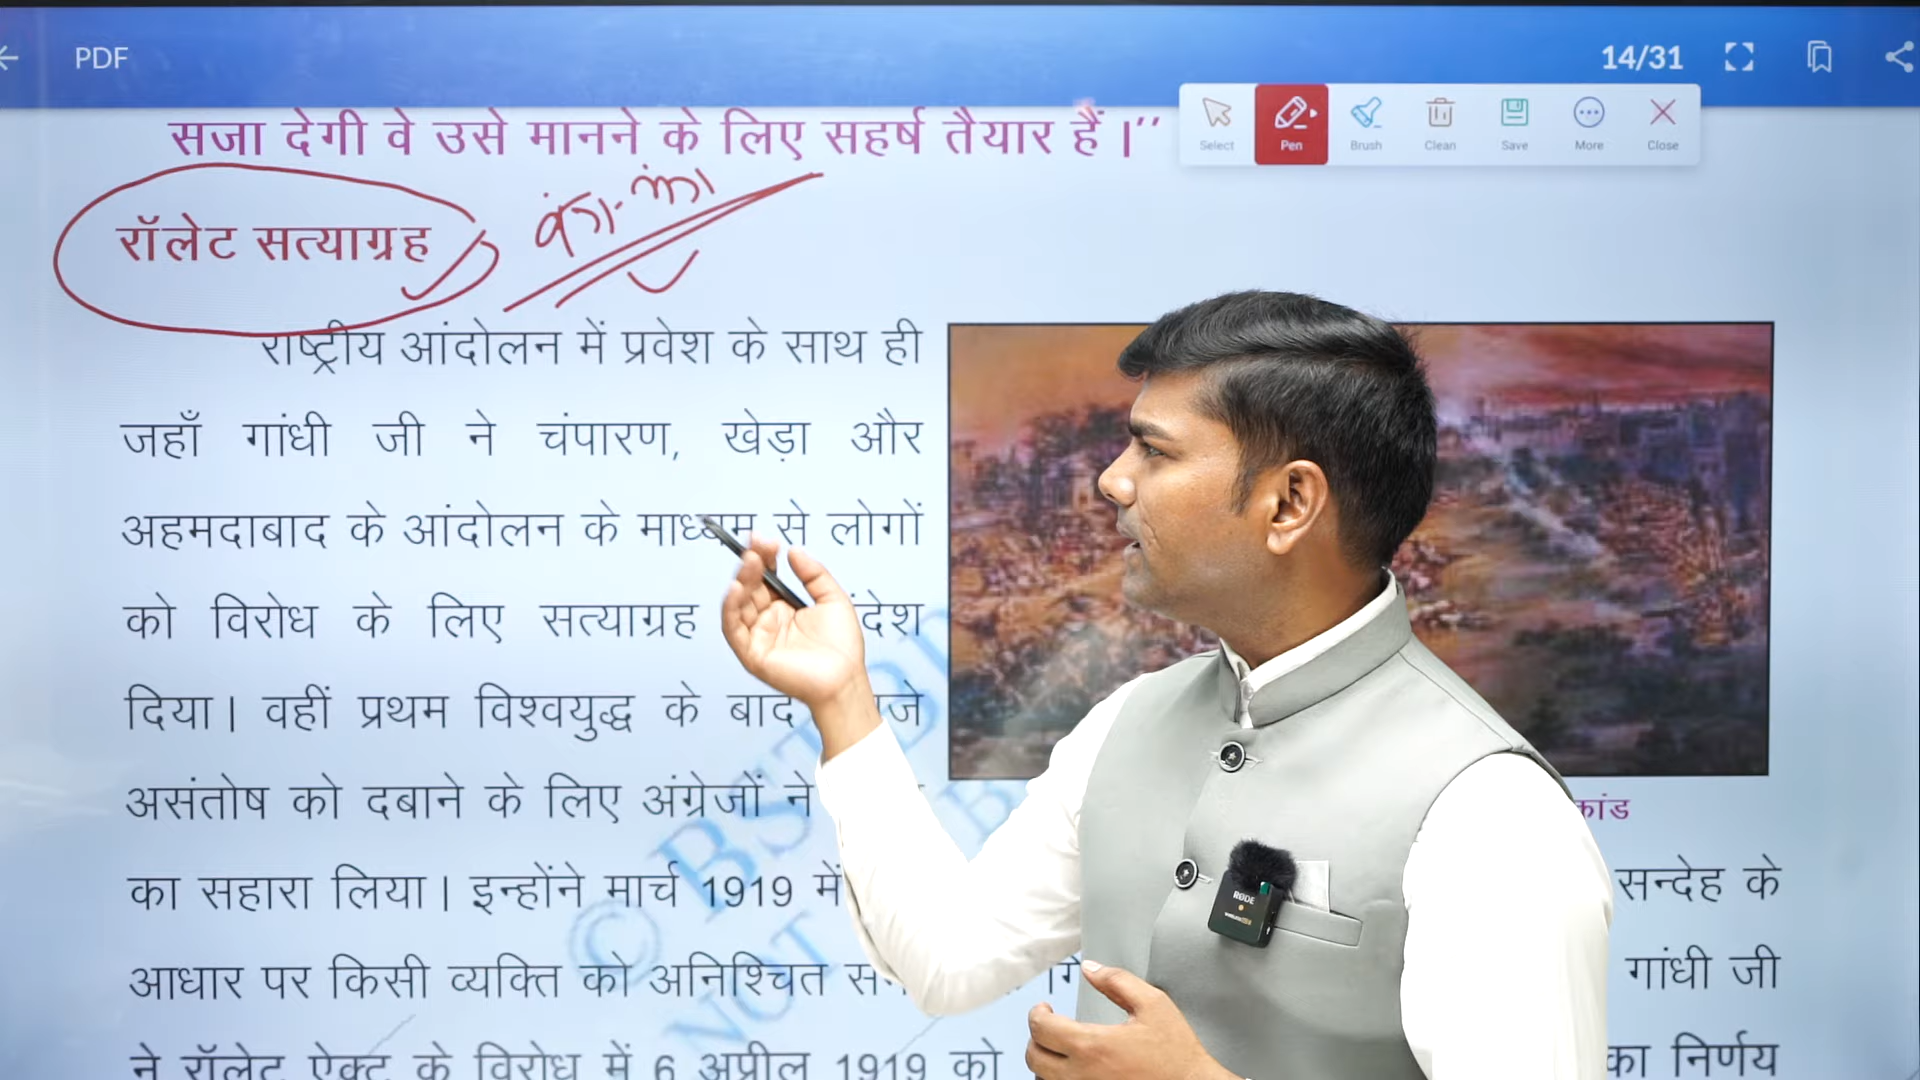 PDF
14/31
Select Pen Brush Clean Save More Close
सजा देगी वे उसे मानने के लिए सहर्ष तैयार हैं।’’
रॉलेट सत्याग्रह
राष्ट्रीय आंदोलन में प्रवेश के साथ ही
जहाँ गांधी जी ने चंपारण, खेड़ा और
अहमदाबाद के आंदोलन के माध्यम से लोगों
को विरोध के लिए सत्याग्रह
दिया। वहीं प्रथम विश्वयुद्ध के बाद
असंतोष को दबाने के लिए अंग्रेजों ने
कांड
का सहारा लिया। इन्होंने मार्च 1919 में सन्देह के
आधार पर किसी व्यक्ति को अनिश्चित गांधी जी
ने रॉलेट ऐक्ट के विरोध में 6 अप्रील 1919 को का निर्णय
RØDE